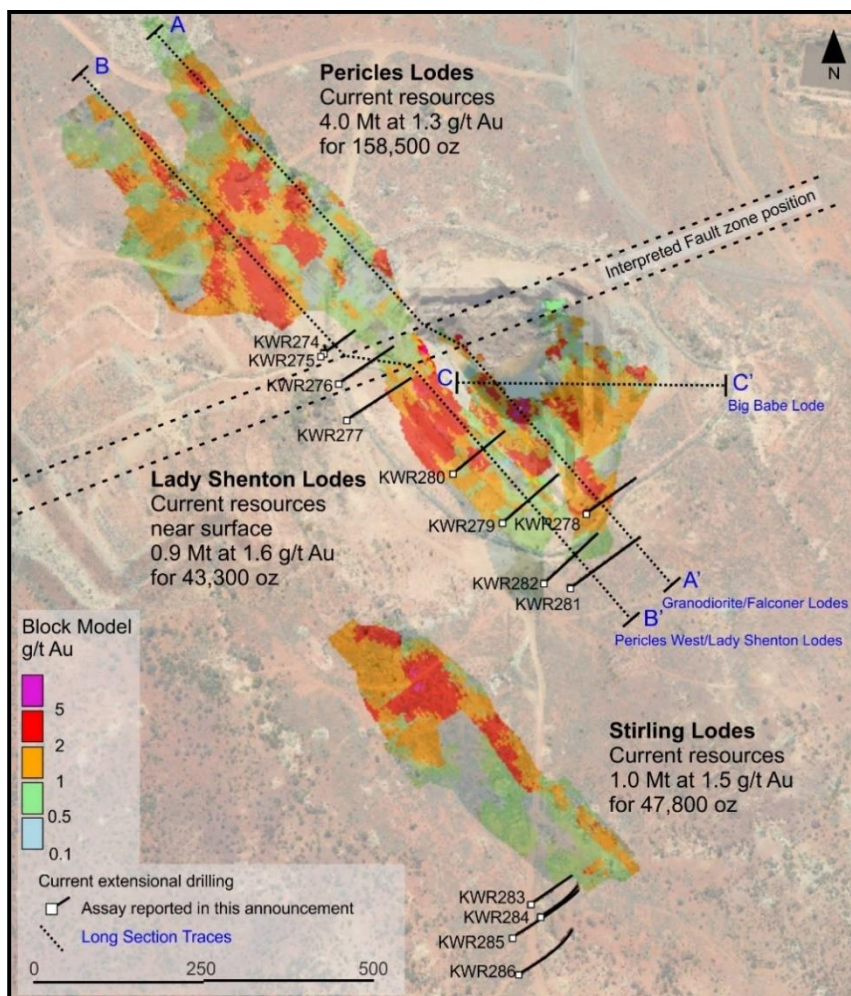 A
B
Pericles Lodes
Current resources
4.0 Mt at 1.3 g/t Au
for 158,500 oz
N
Interpreted Fault zone position
KWR274
KWR275
KWR276
KWR277
C
C'
Big Babe Lode
Lady Shenton Lodes
Current resources
near surface
0.9 Mt at 1.6 g/t Au
for 43,300 oz
KWR280
KWR279
KWR278
KWR282
KWR281
A'
Granodiorite/Falconer Lodes
B'
Pericles West/Lady Shenton Lodes
Block Model
g/t Au
5
2
1
0.5
0.1
Stirling Lodes
Current resources
1.0 Mt at 1.5 g/t Au
for 47,800 oz
KWR283
KWR284
KWR285
KWR286
Current extensional drilling
Assay reported in this announcement
Long Section Traces
0
250
500